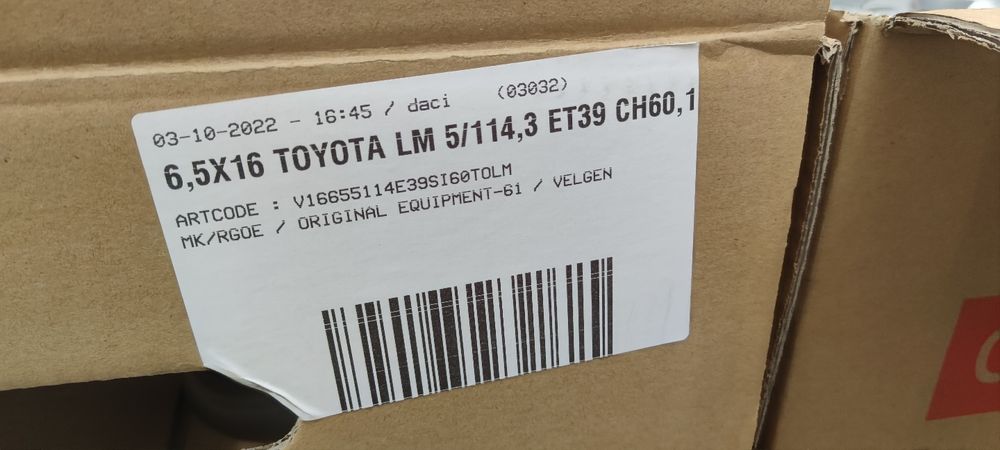 03-10-2022 - 16:45 / daci (03032)
6,5X16 TOYOTA LM 5/114,3 ET39 CH60,1
ARTCODE : V16655114E39SI60TOLM
MK/RGOE / ORIGINAL EQUIPMENT-61 / VELGEN